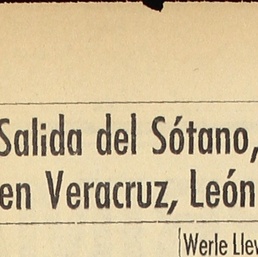 Salida del Sótano,
en Veracruz, León
Werle Llev